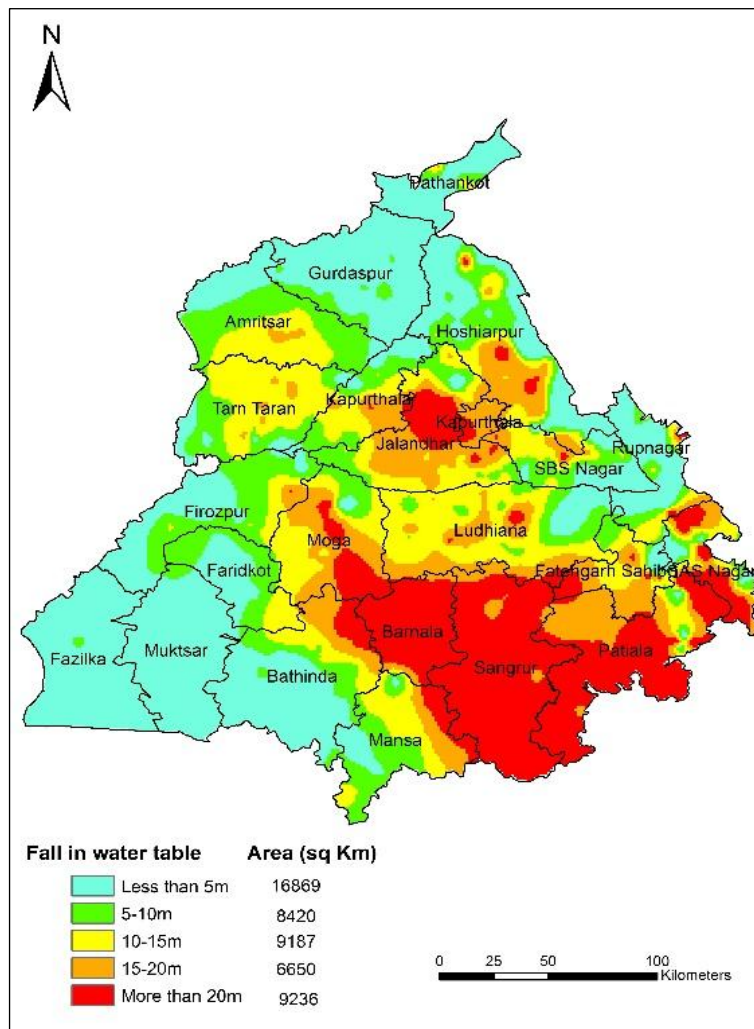 N
Pathankot
Gurdaspur
Amritsar
Hoshiarpur
Tarn Taran
Kapurthala
Kapurthala
Jalandhar
Rupnagar
SBS Nagar
Firozpur
Moga
Ludhiana
Faridkot
Fatehgarh Sahib
SAS Nagar
Fazilka
Muktsar
Bathinda
Barnala
Sangrur
Patiala
Mansa
Fall in water table Area (sq Km)
Less than 5m 16869
5-10m 8420
10-15m 9187
15-20m 6650
More than 20m 9236
0 25 50 100
Kilometers